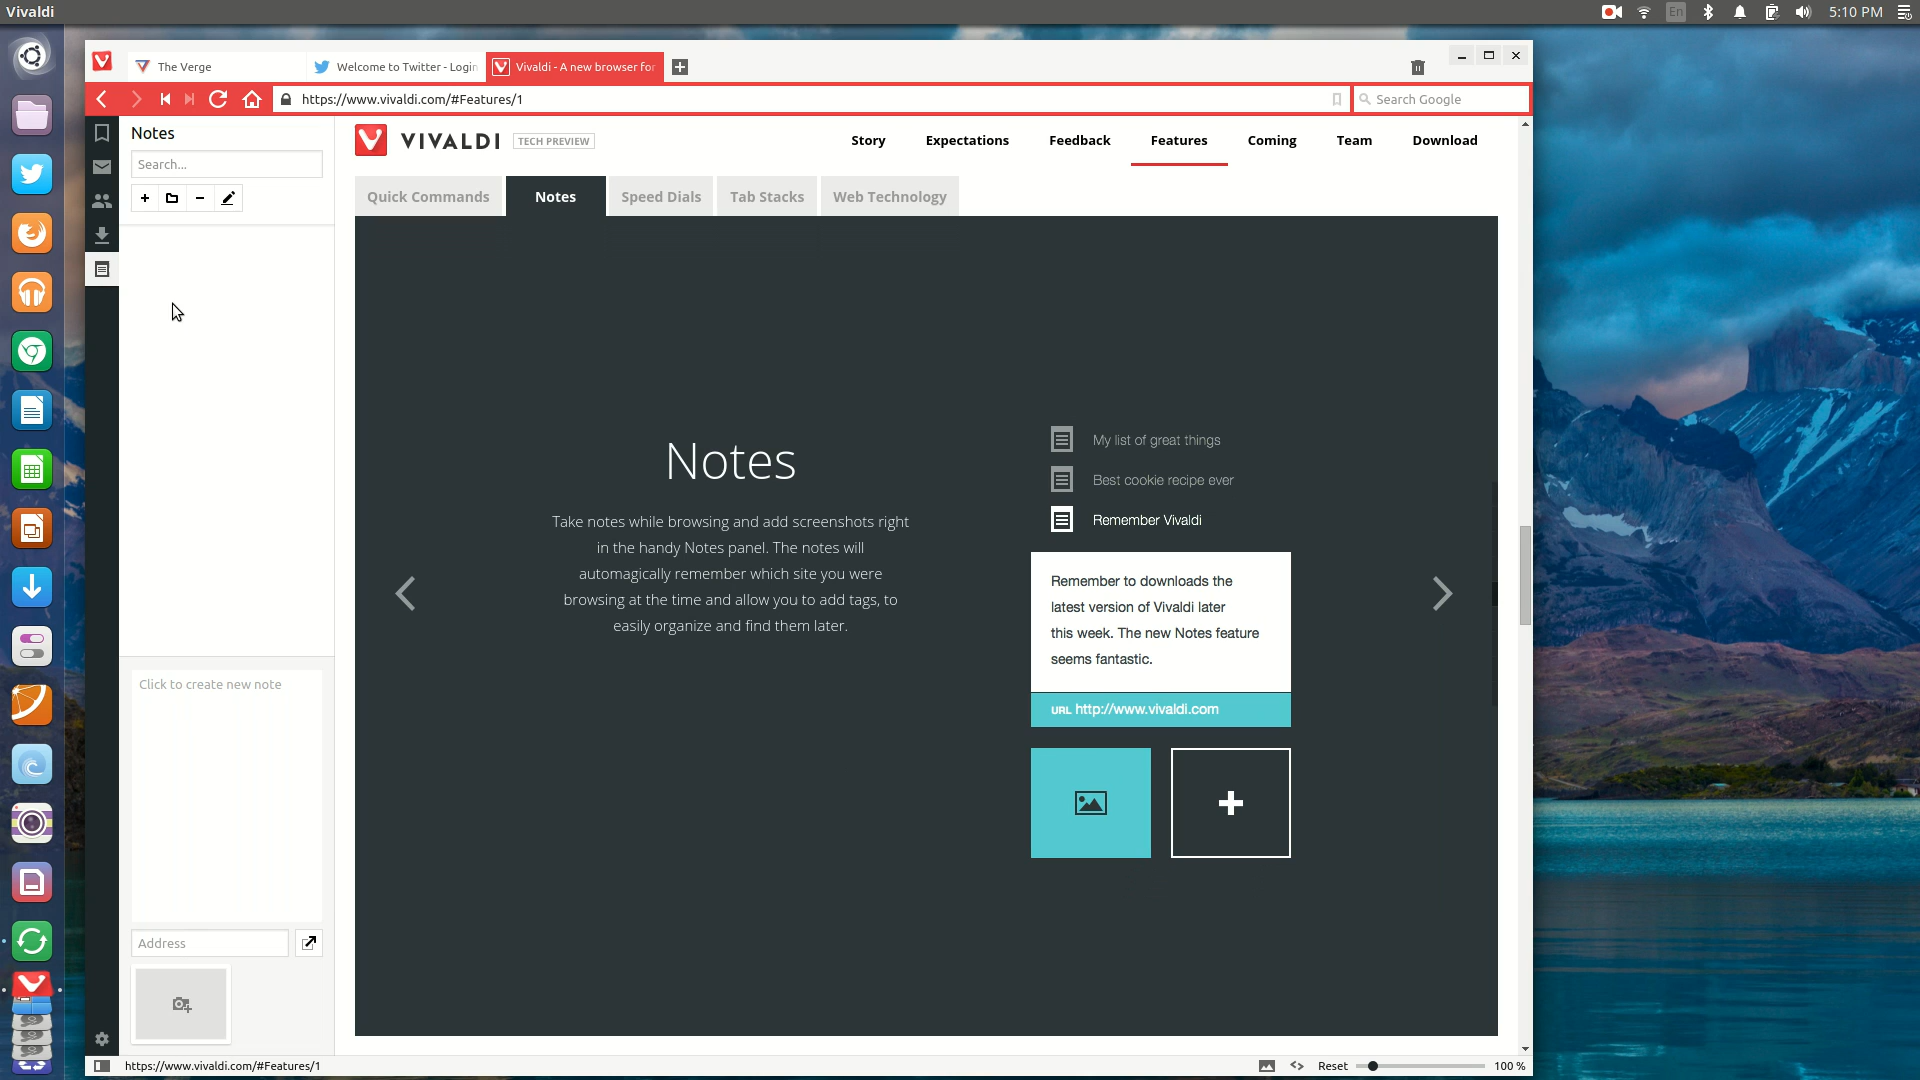 Vivaldi
En
5:10 PM
The Verge
Welcome to Twitter - Login
Vivaldi - A new browser for
https://www.vivaldi.com/#Features/1
Search Google
Notes
Search...
VIVALDI
TECH PREVIEW
Story
Expectations
Feedback
Features
Coming
Team
Download
Quick Commands
Notes
Speed Dials
Tab Stacks
Web Technology
Notes
Take notes while browsing and add screenshots right
in the handy Notes panel. The notes will
automagically remember which site you were
browsing at the time and allow you to add tags, to
easily organize and find them later.
My list of great things
Best cookie recipe ever
Remember Vivaldi
Remember to downloads the
latest version of Vivaldi later
this week. The new Notes feature
seems fantastic.
URL http://www.vivaldi.com
Click to create new note
Address
https://www.vivaldi.com/#Features/1
Reset
100 %